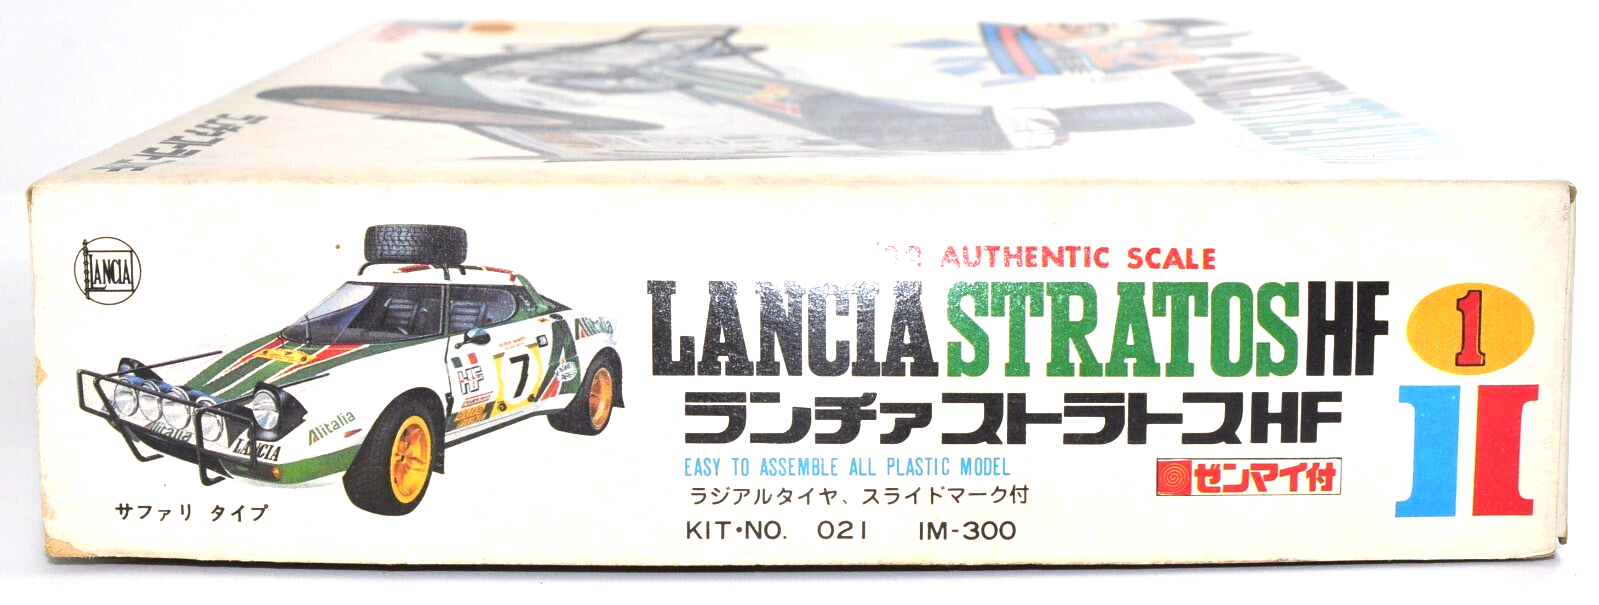 LANCIA
AUTHENTIC SCALE
LANCIA STRATOS HF
1
ランチァ ストラトスHF
EASY TO ASSEMBLE ALL PLASTIC MODEL
ラジアルタイヤ、スライドマーク付
ゼンマイ付
KIT・NO. 021 IM-300
Alitalia
HF
7
Alitalia
Alitalia
LANCIA
サファリ タイプ